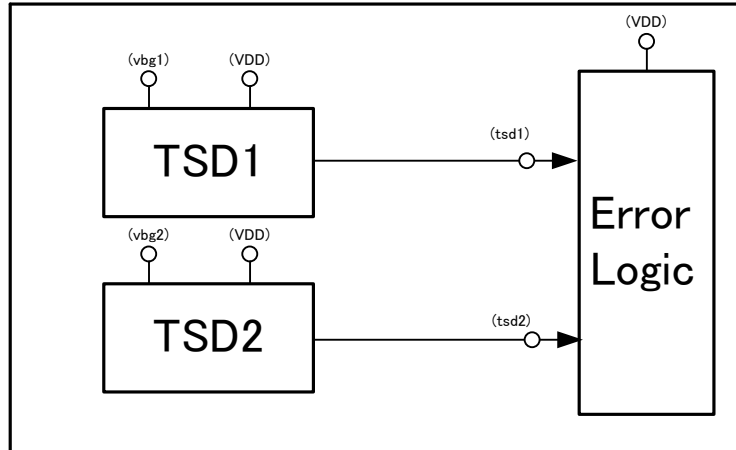 (VDD)
(vbg1) (VDD)
TSD1
(tsd1)
(vbg2) (VDD)
TSD2
(tsd2)
Error
Logic